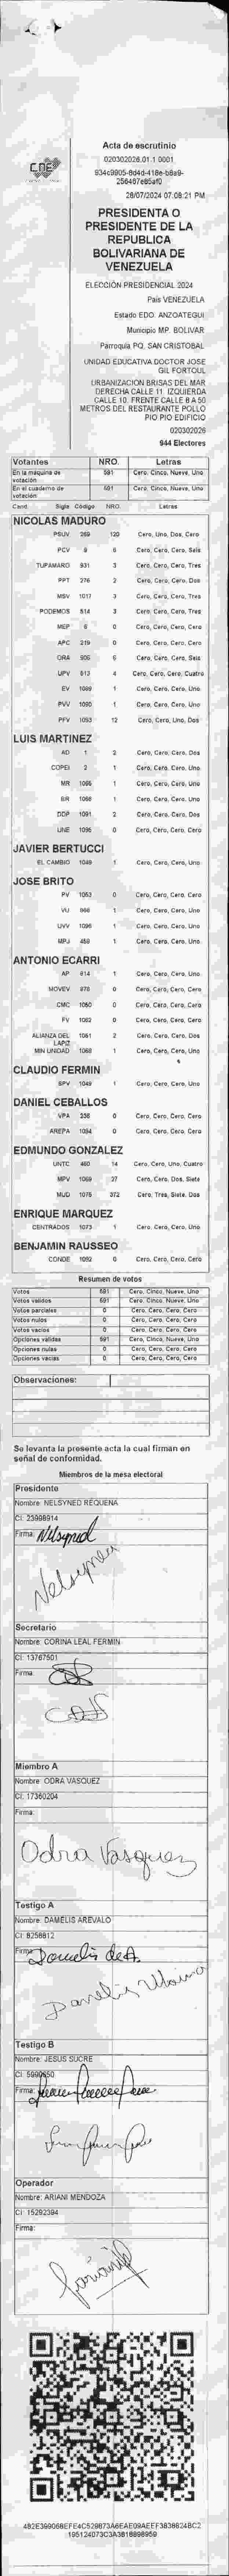 CNE
Acta de escrutinio
020302026.01.1.0001
28/07/2024 07:08:21 PM
PRESIDENTA O
PRESIDENTE DE LA
REPUBLICA
BOLIVARIANA DE
VENEZUELA
ELECCIÓN PRESIDENCIAL 2024
País VENEZUELA
Estado EDO. ANZOATEGUI
Municipio MP. BOLIVAR
Parroquia PQ. SAN CRISTOBAL
UNIDAD EDUCATIVA DOCTOR JOSE
GIL FORTOUL
URBANIZACIÓN BRISAS DEL MAR
DERECHA CALLE 11. IZQUIERDA
CALLE 10. FRENTE CALLE 8 A 50
METROS DEL RESTAURANTE POLLO
PIO PIO EDIFICIO
020302026
944 Electores
Votantes NRO. Letras
En la máquina de votación 591 Cero, Cinco, Nueve, Uno
En el cuaderno de votación 591 Cero, Cinco, Nueve, Uno
Cand. Sigla Código NRO. Letras
NICOLAS MADURO
PSUV 269 120 Cero, Uno, Dos, Cero
PCV 6 Cero, Cero, Cero, Seis
TUPAMARO 931 3 Cero, Cero, Cero, Tres
PPT 276 2 Cero, Cero, Cero, Dos
MSV 1017 3 Cero, Cero, Cero, Tres
PODEMOS 514 3 Cero, Cero, Cero, Tres
MEP 6 0 Cero, Cero, Cero, Cero
APC 219 0 Cero, Cero, Cero, Cero
ORA 506 6 Cero, Cero, Cero, Seis
UPV 513 4 Cero, Cero, Cero, Cuatro
EV 1089 1 Cero, Cero, Cero, Uno
PVV 1090 1 Cero, Cero, Cero, Uno
PFV 1093 12 Cero, Cero, Uno, Dos
LUIS MARTINEZ
AD 1 2 Cero, Cero, Cero, Dos
COPEI 2 1 Cero, Cero, Cero, Uno
MR 1065 1 Cero, Cero, Cero, Uno
BR 1066 1 Cero, Cero, Cero, Uno
DDP 1091 2 Cero, Cero, Cero, Dos
UNE 1095 0 Cero, Cero, Cero, Cero
JAVIER BERTUCCI
EL CAMBIO 1049 1 Cero, Cero, Cero, Uno
JOSE BRITO
PV 1053 0 Cero, Cero, Cero, Cero
VU 966 1 Cero, Cero, Cero, Uno
UVV 1096 1 Cero, Cero, Cero, Uno
MPJ 459 1 Cero, Cero, Cero, Uno
ANTONIO ECARRI
AP 614 1 Cero, Cero, Cero, Uno
MOVEV 878 0 Cero, Cero, Cero, Cero
CMC 1050 0 Cero, Cero, Cero, Cero
FV 1082 0 Cero, Cero, Cero, Cero
ALIANZA DEL LAPIZ 1081 2 Cero, Cero, Cero, Dos
MIN UNIDAD 1068 1 Cero, Cero, Cero, Uno
CLAUDIO FERMIN
SPV 1048 1 Cero, Cero, Cero, Uno
DANIEL CEBALLOS
VPA 338 0 Cero, Cero, Cero, Cero
AREPA 1094 0 Cero, Cero, Cero, Cero
EDMUNDO GONZALEZ
UNTC 460 14 Cero, Cero, Uno, Cuatro
MPV 1069 27 Cero, Cero, Dos, Siete
MUD 1075 372 Cero, Tres, Siete, Dos
ENRIQUE MARQUEZ
CENTRADOS 1073 1 Cero, Cero, Cero, Uno
BENJAMIN RAUSSEO
CONDE 1092 0 Cero, Cero, Cero, Cero
Resumen de votos
Votos 591 Cero, Cinco, Nueve, Uno
Votos válidos 591 Cero, Cinco, Nueve, Uno
Votos parciales 0 Cero, Cero, Cero, Cero
Votos nulos 0 Cero, Cero, Cero, Cero
Votos vacíos 0 Cero, Cero, Cero, Cero
Opciones válidas 591 Cero, Cinco, Nueve, Uno
Opciones nulas 0 Cero, Cero, Cero, Cero
Opciones vacías 0 Cero, Cero, Cero, Cero
Observaciones:
Se levanta la presente acta la cual firman en
señal de conformidad.
Miembros de la mesa electoral
Presidente
Nombre: NELSYNED REQUENA
CI: 23998914
Firma: Nelsyned
Nelsyned
Secretario
Nombre: CORINA LEAL FERMIN
CI: 13767501
Firma:
Miembro A
Nombre: ODRA VASQUEZ
CI: 17360204
Firma:
Odra Vasquez
Testigo A
Nombre: DAMELIS AREVALO
CI: 8258812
Firma: Damelis de A.
Testigo B
Nombre: JESUS SUCRE
CI: 5990650
Firma:
Operador
Nombre: ARIANI MENDOZA
CI: 15292394
Firma: